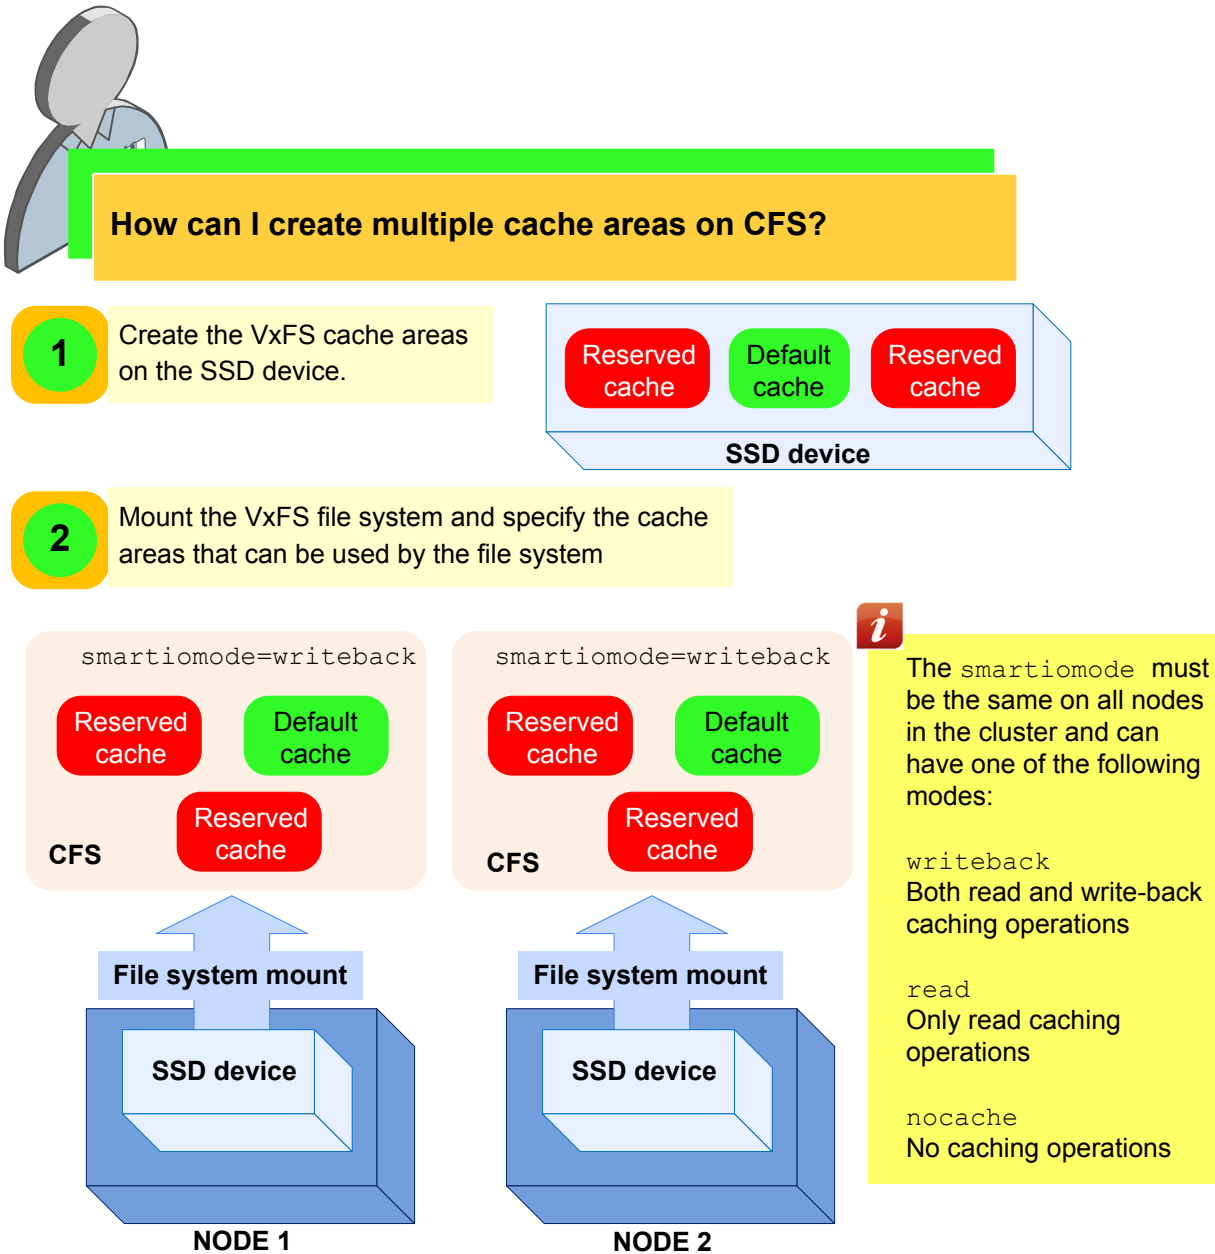 How can I create multiple cache areas on CFS?
1
Create the VxFS cache areas
on the SSD device.
Reserved
cache
Default
cache
Reserved
cache
SSD device
2
Mount the VxFS file system and specify the cache
areas that can be used by the file system
smartiomode=writeback
Reserved
cache
Default
cache
Reserved
cache
CFS
File system mount
SSD device
NODE 1
smartiomode=writeback
Reserved
cache
Default
cache
Reserved
cache
CFS
File system mount
SSD device
NODE 2
i
The smartiomode must
be the same on all nodes
in the cluster and can
have one of the following
modes:
writeback
Both read and write-back
caching operations
read
Only read caching
operations
nocache
No caching operations